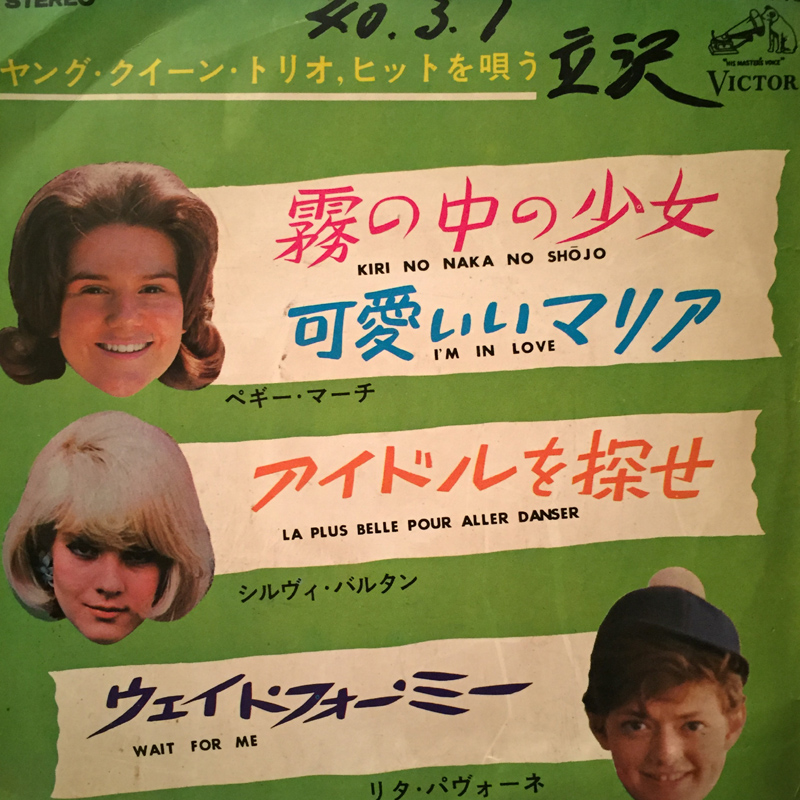 STEREO
40.3.1
ヤング・クイーン・トリオ,ヒットを唄う
立沢
"HIS MASTER'S VOICE"
VICTOR
霧の中の少女
KIRI NO NAKA NO SHŌJO
可愛いいマリア
I'M IN LOVE
ペギー・マーチ
アイドルを探せ
LA PLUS BELLE POUR ALLER DANSER
シルヴィ・バルタン
ウェイト・フォー・ミー
WAIT FOR ME
リタ・パヴォーネ